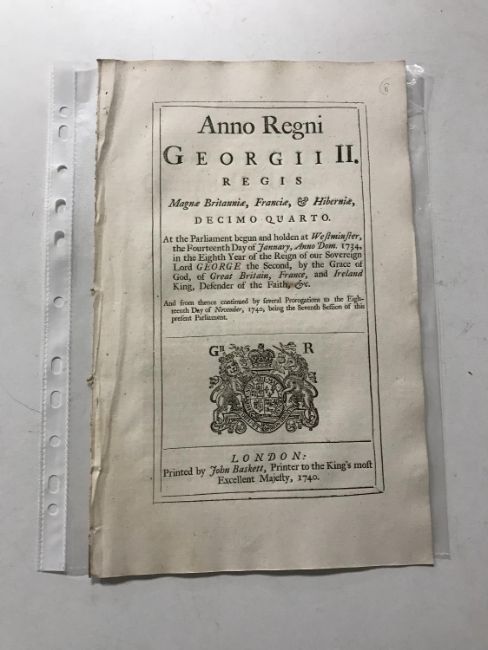 6
Anno Regni
GEORGII II.
REGIS
Magnæ Britanniæ, Franciæ, & Hiberniæ,
DECIMO QUARTO.
At the Parliament begun and holden at Weſtminſter,
the Fourteenth Day of January, Anno Dom. 1734,
in the Eighth Year of the Reign of our Sovereign
Lord GEORGE the Second, by the Grace of
God, of Great Britain, France, and Ireland
King, Defender of the Faith, &c.
And from thence continued by ſeveral Prorogations to the Eigh-
teenth Day of November, 1740, being the Seventh Seſſion of this
preſent Parliament.
G II R
LONDON:
Printed by John Baskett, Printer to the King's moſt
Excellent Majeſty, 1740.